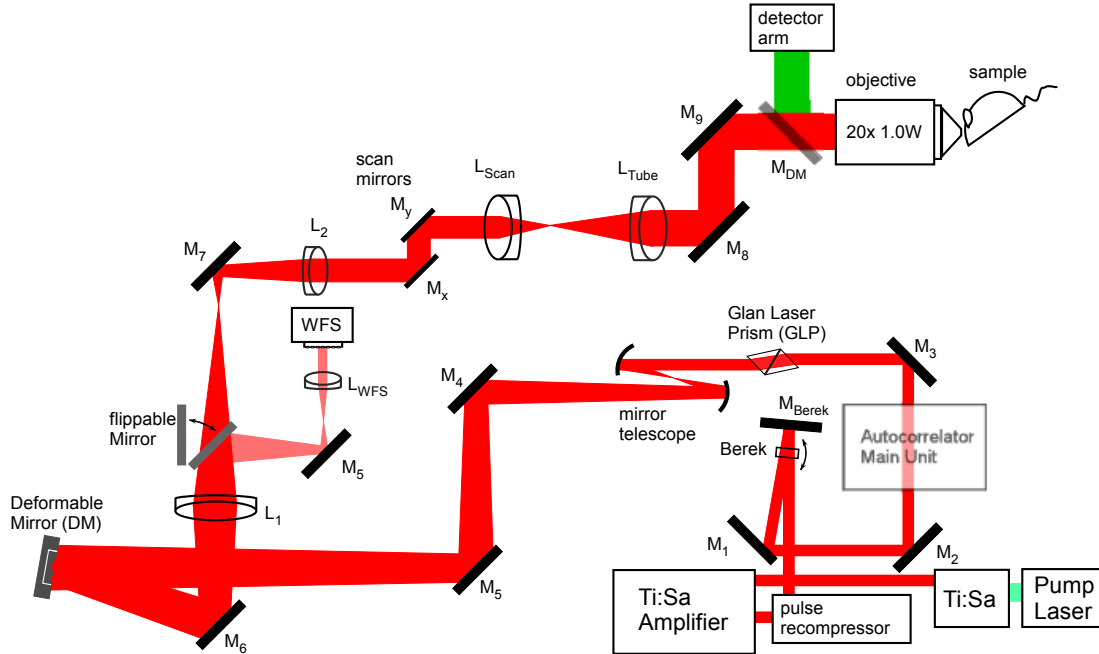 detector
arm
objective
sample
20x 1.0W
M9
MDM
scan
mirrors
LScan
LTube
My
M8
L2
M7
Mx
WFS
Glan Laser
Prism (GLP)
M3
LWFS
M4
flippable
Mirror
mirror
telescope
MBerek
Berek
Autocorrelator
Main Unit
M5
Deformable
Mirror (DM)
L1
M1
M2
M5
M6
Ti:Sa
Amplifier
pulse
recompressor
Ti:Sa
Pump
Laser